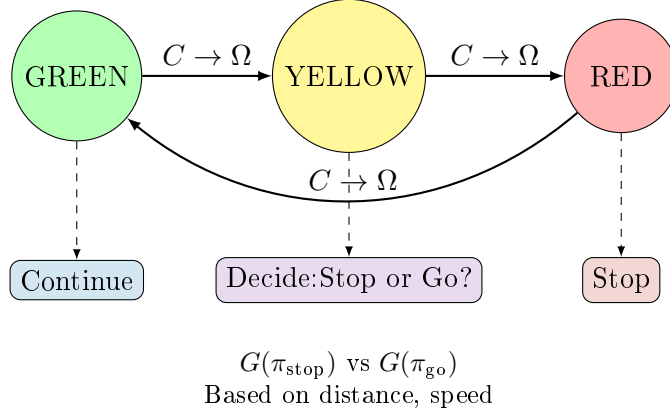 C → Ω C → Ω
GREEN YELLOW RED
C → Ω
Continue Decide:Stop or Go? Stop
G(π_stop) vs G(π_go)
Based on distance, speed